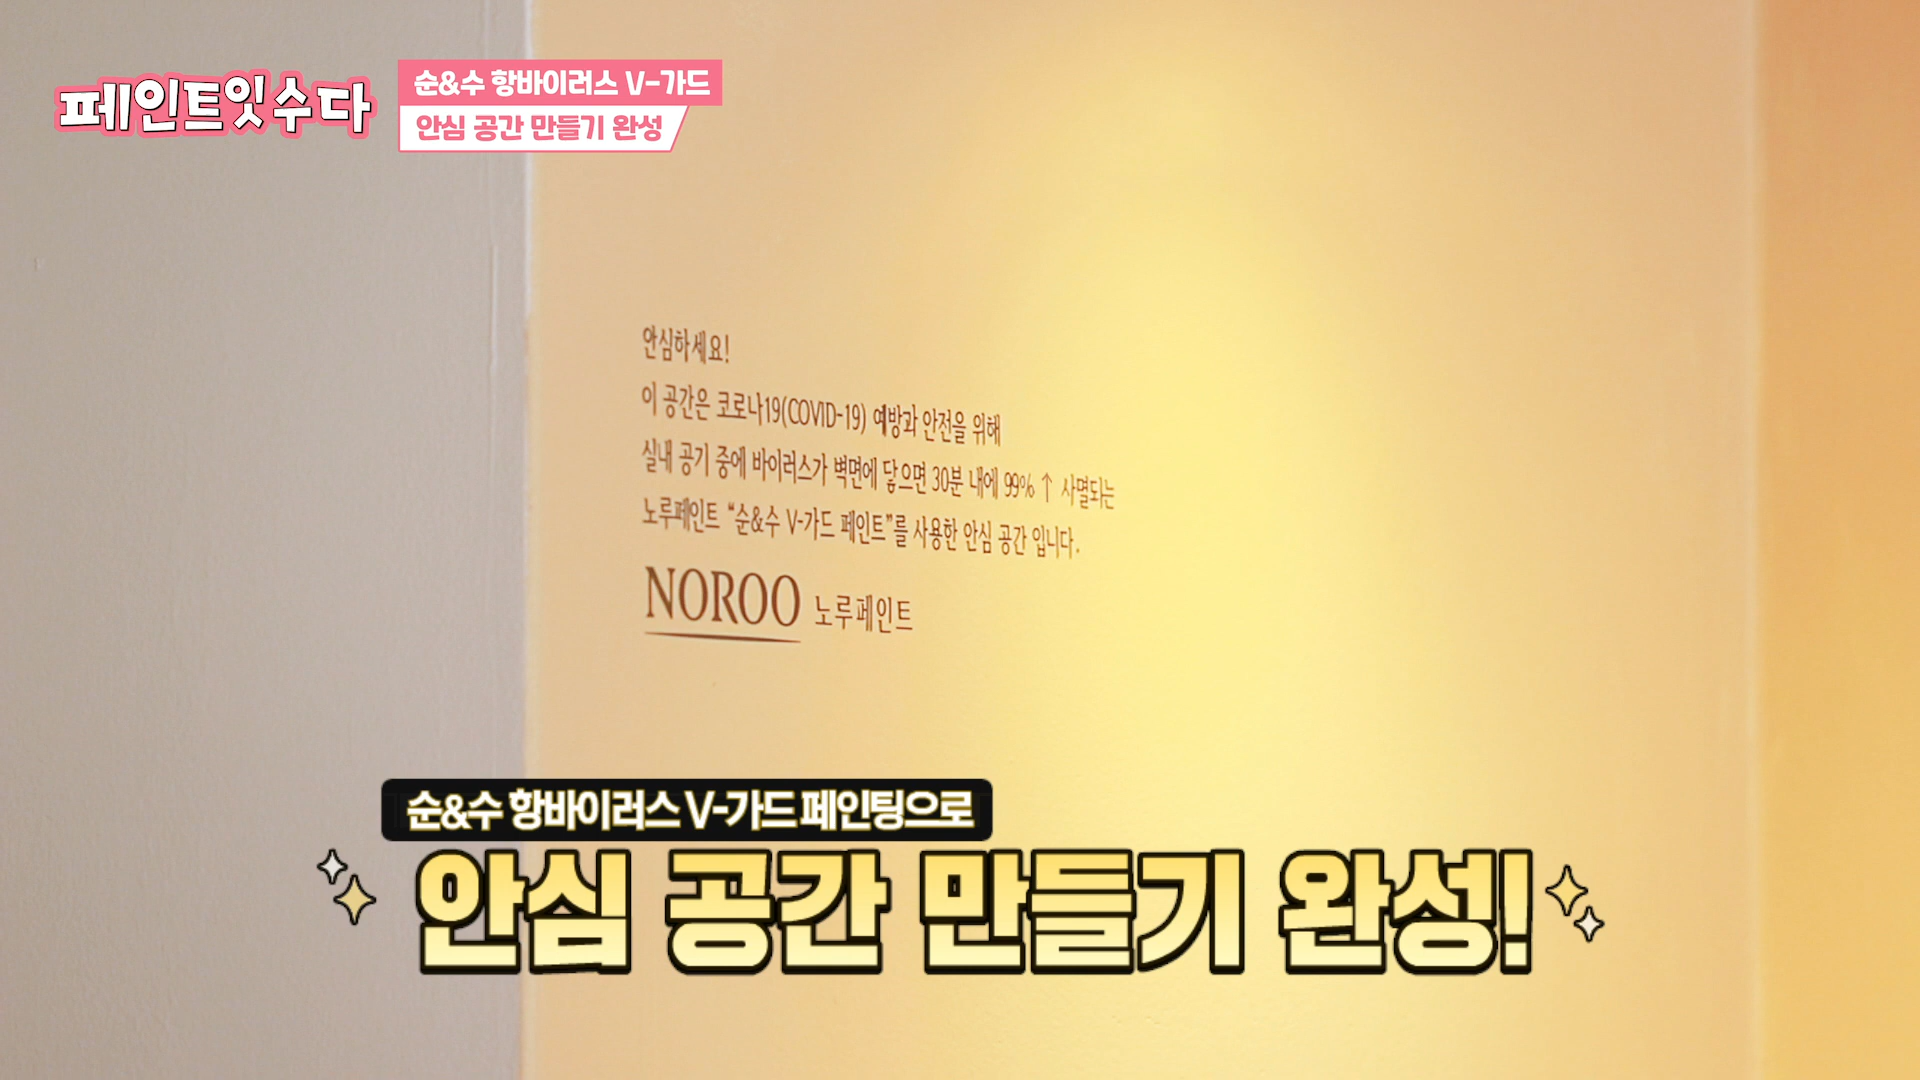 페인트잇수다
순&수 항바이러스 V-가드
안심 공간 만들기 완성
안심하세요!
이 공간은 코로나19(COVID-19) 예방과 안전을 위해
실내 공기 중에 바이러스가 벽면에 닿으면 30분 내에 99% ↑ 사멸되는
노루페인트 “순&수 V-가드 페인트”를 사용한 안심 공간 입니다.
NOROO 노루페인트
순&수 항바이러스 V-가드 페인팅으로
안심 공간 만들기 완성!